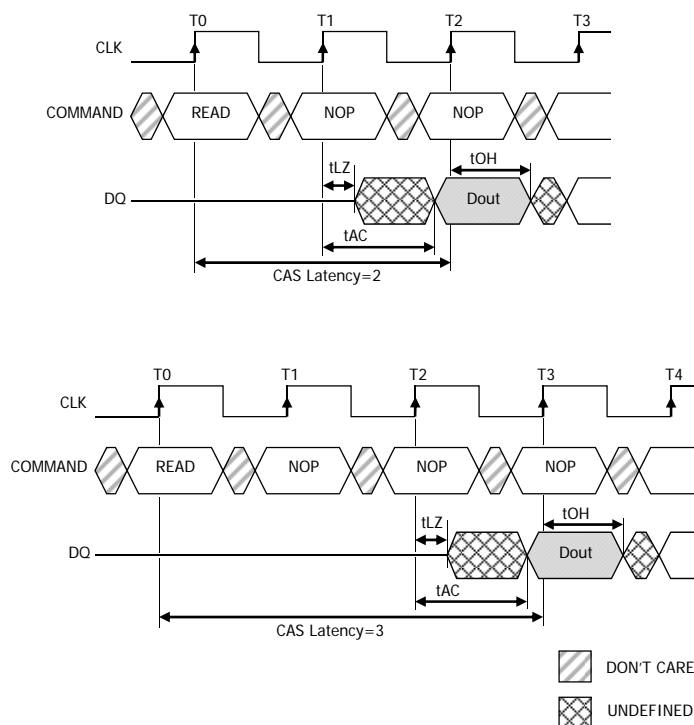 T0 T1 T2 T3
CLK
COMMAND READ NOP NOP
tLZ tOH
DQ Dout
tAC
CAS Latency=2
T0 T1 T2 T3 T4
CLK
COMMAND READ NOP NOP NOP
tLZ tOH
DQ Dout
tAC
CAS Latency=3
DON'T CARE
UNDEFINED